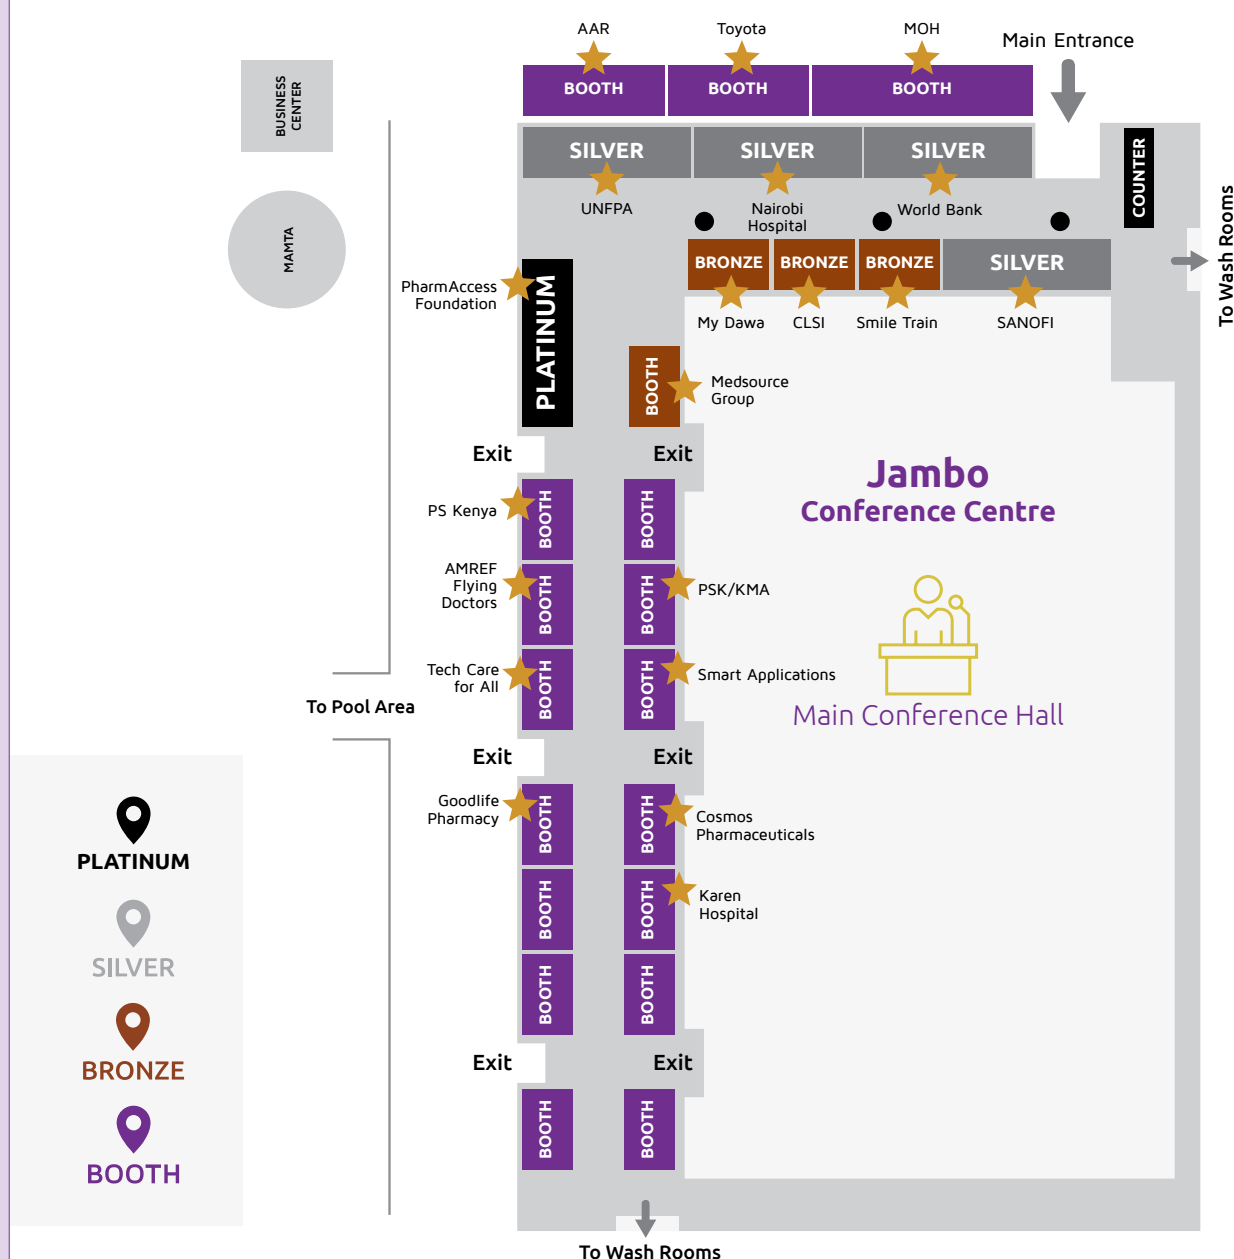 AAR
Toyota
MOH
Main Entrance
BOOTH
BOOTH
BOOTH
BUSINESS
CENTER
SILVER
SILVER
SILVER
COUNTER
UNFPA
Nairobi
Hospital
World Bank
To Wash Rooms
MAMTA
BRONZE
BRONZE
BRONZE
SILVER
PharmAccess
Foundation
PLATINUM
My Dawa
CLSI
Smile Train
SANOFI
BOOTH
Medsource
Group
Exit
Exit
Jambo
Conference Centre
PS Kenya
BOOTH
BOOTH
AMREF
Flying
Doctors
BOOTH
BOOTH
PSK/KMA
Tech Care
for All
BOOTH
BOOTH
Smart Applications
To Pool Area
Main Conference Hall
Exit
Exit
Goodlife
Pharmacy
BOOTH
BOOTH
Cosmos
Pharmaceuticals
BOOTH
BOOTH
Karen
Hospital
BOOTH
BOOTH
Exit
Exit
BOOTH
BOOTH
To Wash Rooms
PLATINUM
SILVER
BRONZE
BOOTH